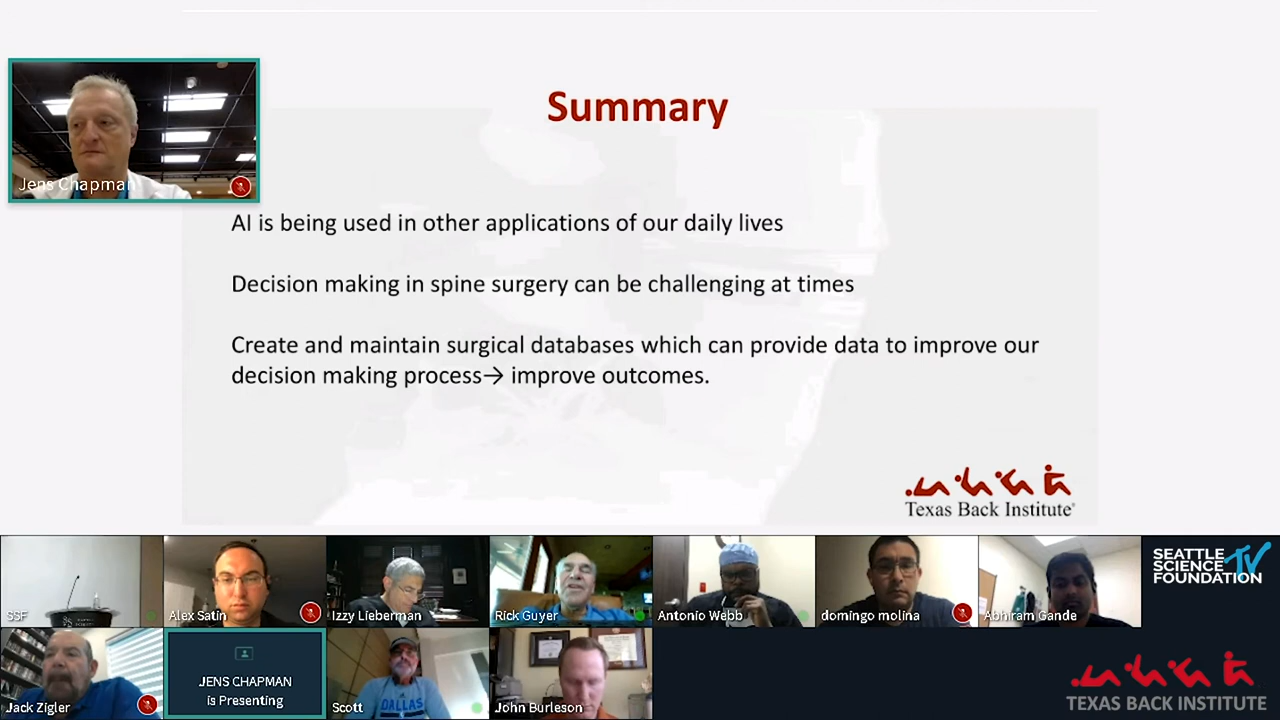 Summary
Jens Chapman
AI is being used in other applications of our daily lives
Decision making in spine surgery can be challenging at times
Create and maintain surgical databases which can provide data to improve our
decision making process→ improve outcomes.
Texas Back Institute®
SSF
Alex Satin
Izzy Lieberman
Rick Guyer
Antonio Webb
domingo molina
Abhiram Gande
SEATTLE
SCIENCE TV
FOUNDATION
Jack Zigler
JENS CHAPMAN
is Presenting
Scott
DALLAS
John Burleson
TEXAS BACK INSTITUTE